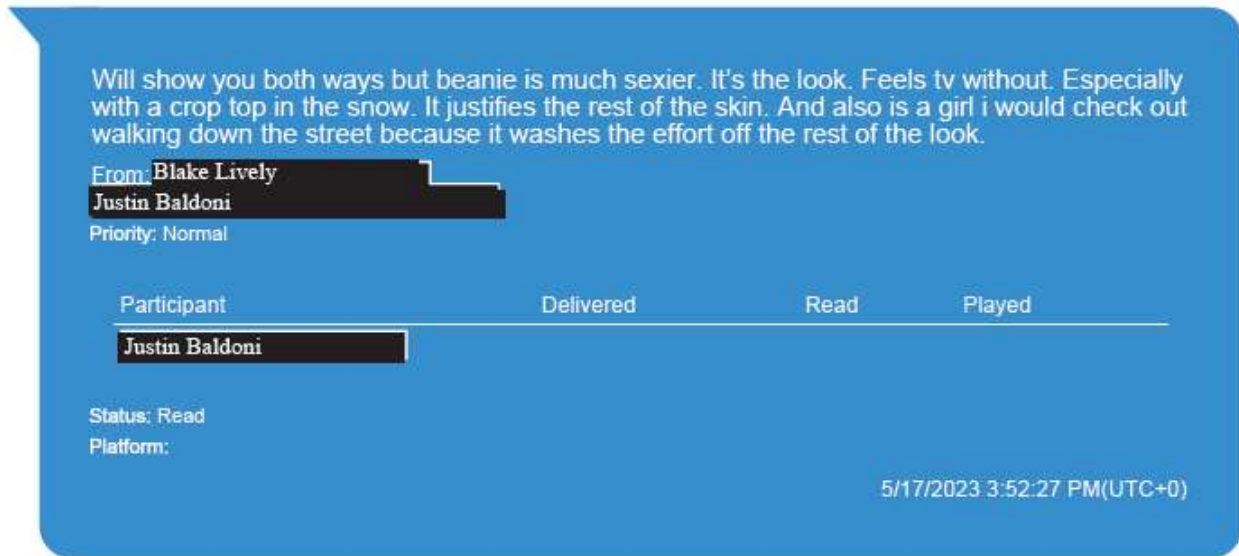 Will show you both ways but beanie is much sexier. It's the look. Feels tv without. Especially
with a crop top in the snow. It justifies the rest of the skin. And also is a girl i would check out
walking down the street because it washes the effort off the rest of the look.
From: Blake Lively
Justin Baldoni
Priority: Normal
Participant Delivered Read Played
Justin Baldoni
Status: Read
Platform:
5/17/2023 3:52:27 PM(UTC+0)